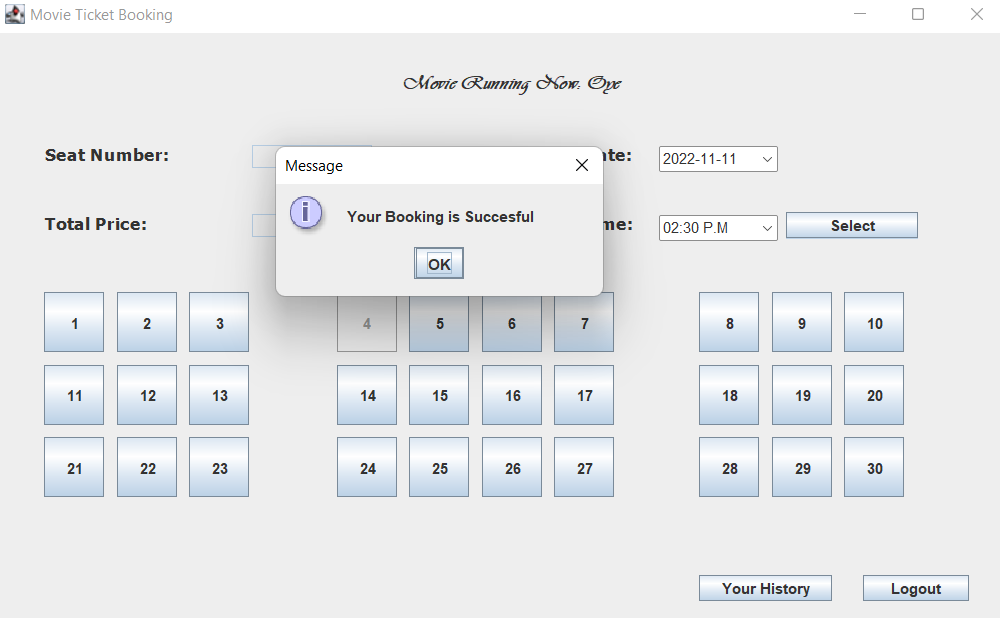 Movie Ticket Booking
Movie Running Now: Oye
Seat Number:
ate:
2022-11-11
Message
Your Booking is Succesful
OK
Total Price:
me:
02:30 P.M
Select
1 2 3 4 5 6 7 8 9 10
11 12 13 14 15 16 17 18 19 20
21 22 23 24 25 26 27 28 29 30
Your History Logout